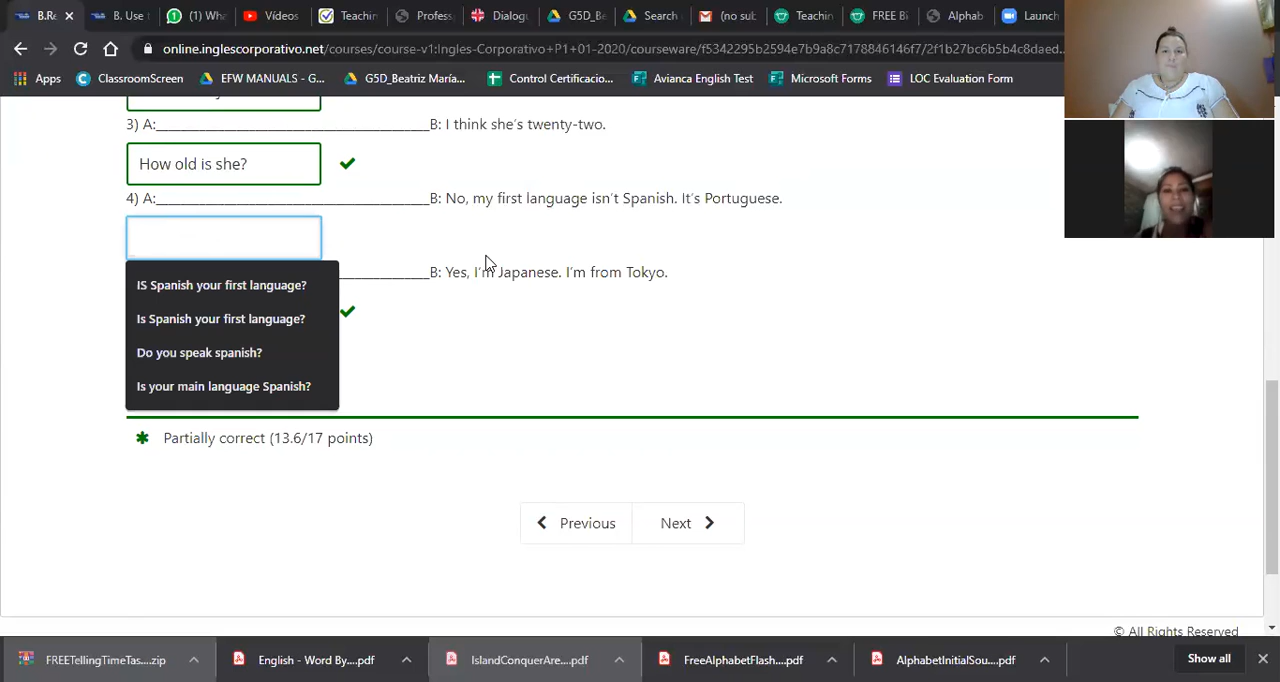 B.Re
B. Use
(1) Wha
Vídeos
Teachin
Profess
Dialogu
G5D_Be
Search
(no sub
Teachin
FREE Bi
Alphab
Launch
online.inglescorporativo.net/courses/course-v1:Ingles-Corporativo+P1+01-2020/courseware/f5342295b2594e7b9a8c7178846146f7/2f1b27bc6b5b4c8daed...
Apps
ClassroomScreen
EFW MANUALS - G...
G5D_Beatriz María...
Control Certificacio...
Avianca English Test
Microsoft Forms
LOC Evaluation Form
3) A:___________________________________B: I think she's twenty-two.
How old is she?
4) A:___________________________________B: No, my first language isn't Spanish. It's Portuguese.
B: Yes, I'm Japanese. I'm from Tokyo.
IS Spanish your first language?
Is Spanish your first language?
Do you speak spanish?
Is your main language Spanish?
Partially correct (13.6/17 points)
Previous
Next
© All Rights Reserved
FREETellingTimeTas....zip
English - Word By....pdf
IslandConquerAre....pdf
FreeAlphabetFlash....pdf
AlphabetInitialSou....pdf
Show all